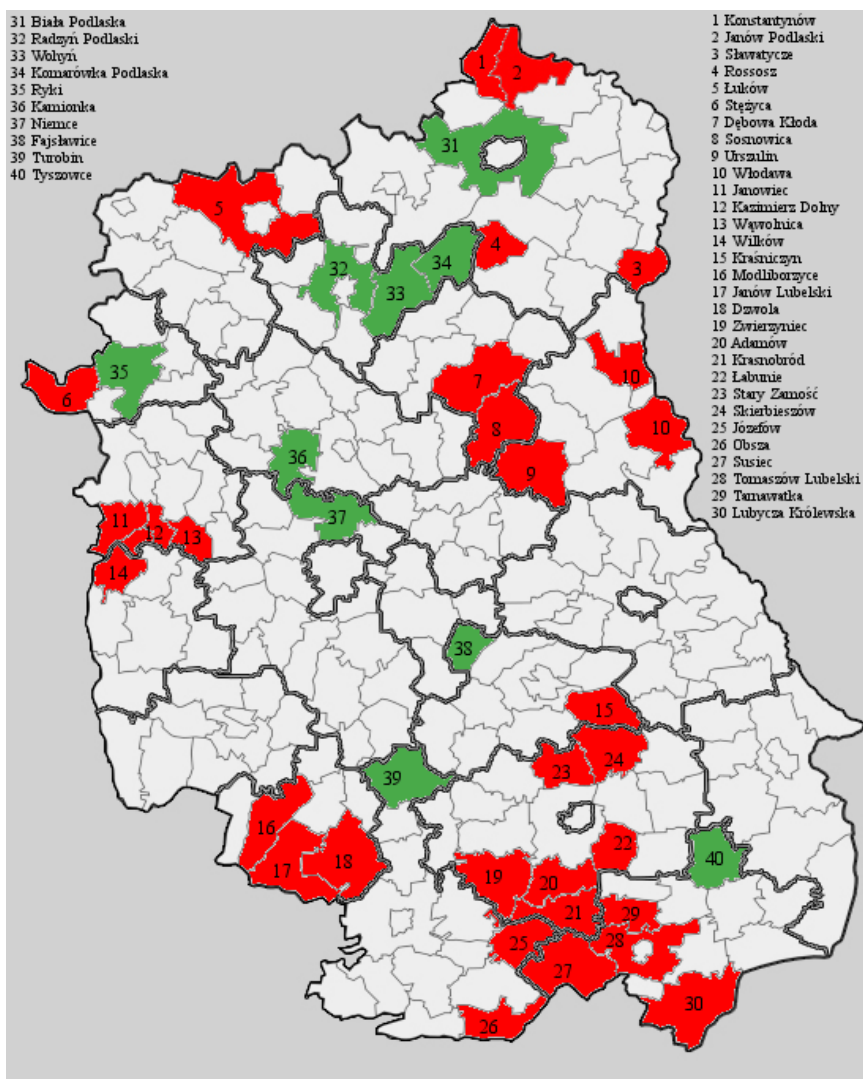 31 Biała Podlaska
32 Radzyń Podlaski
33 Wohyń
34 Komarówka Podlaska
35 Ryki
36 Kamionka
37 Niemce
38 Fajsławice
39 Turobin
40 Tyszowce
1 Konstantynów
2 Janów Podlaski
3 Sławatycze
4 Rossosz
5 Łuków
6 Stężyca
7 Dębowa Kłoda
8 Sosnowica
9 Urszulin
10 Włodawa
11 Janowiec
12 Kazimierz Dolny
13 Wąwolnica
14 Wilków
15 Kraśniczyn
16 Modliborzyce
17 Janów Lubelski
18 Dzwola
19 Zwierzyniec
20 Adamów
21 Krasnobród
22 Łabunie
23 Stary Zamość
24 Skierbieszów
25 Józefów
26 Obsza
27 Susiec
28 Tomaszów Lubelski
29 Tarnawatka
30 Lubycza Królewska
1
2
31
5
4
34
32
3
33
35
6
7
10
8
10
36
9
37
11
12
13
14
38
15
24
23
39
16
22
18
40
17
19
20
21
29
25
28
27
30
26